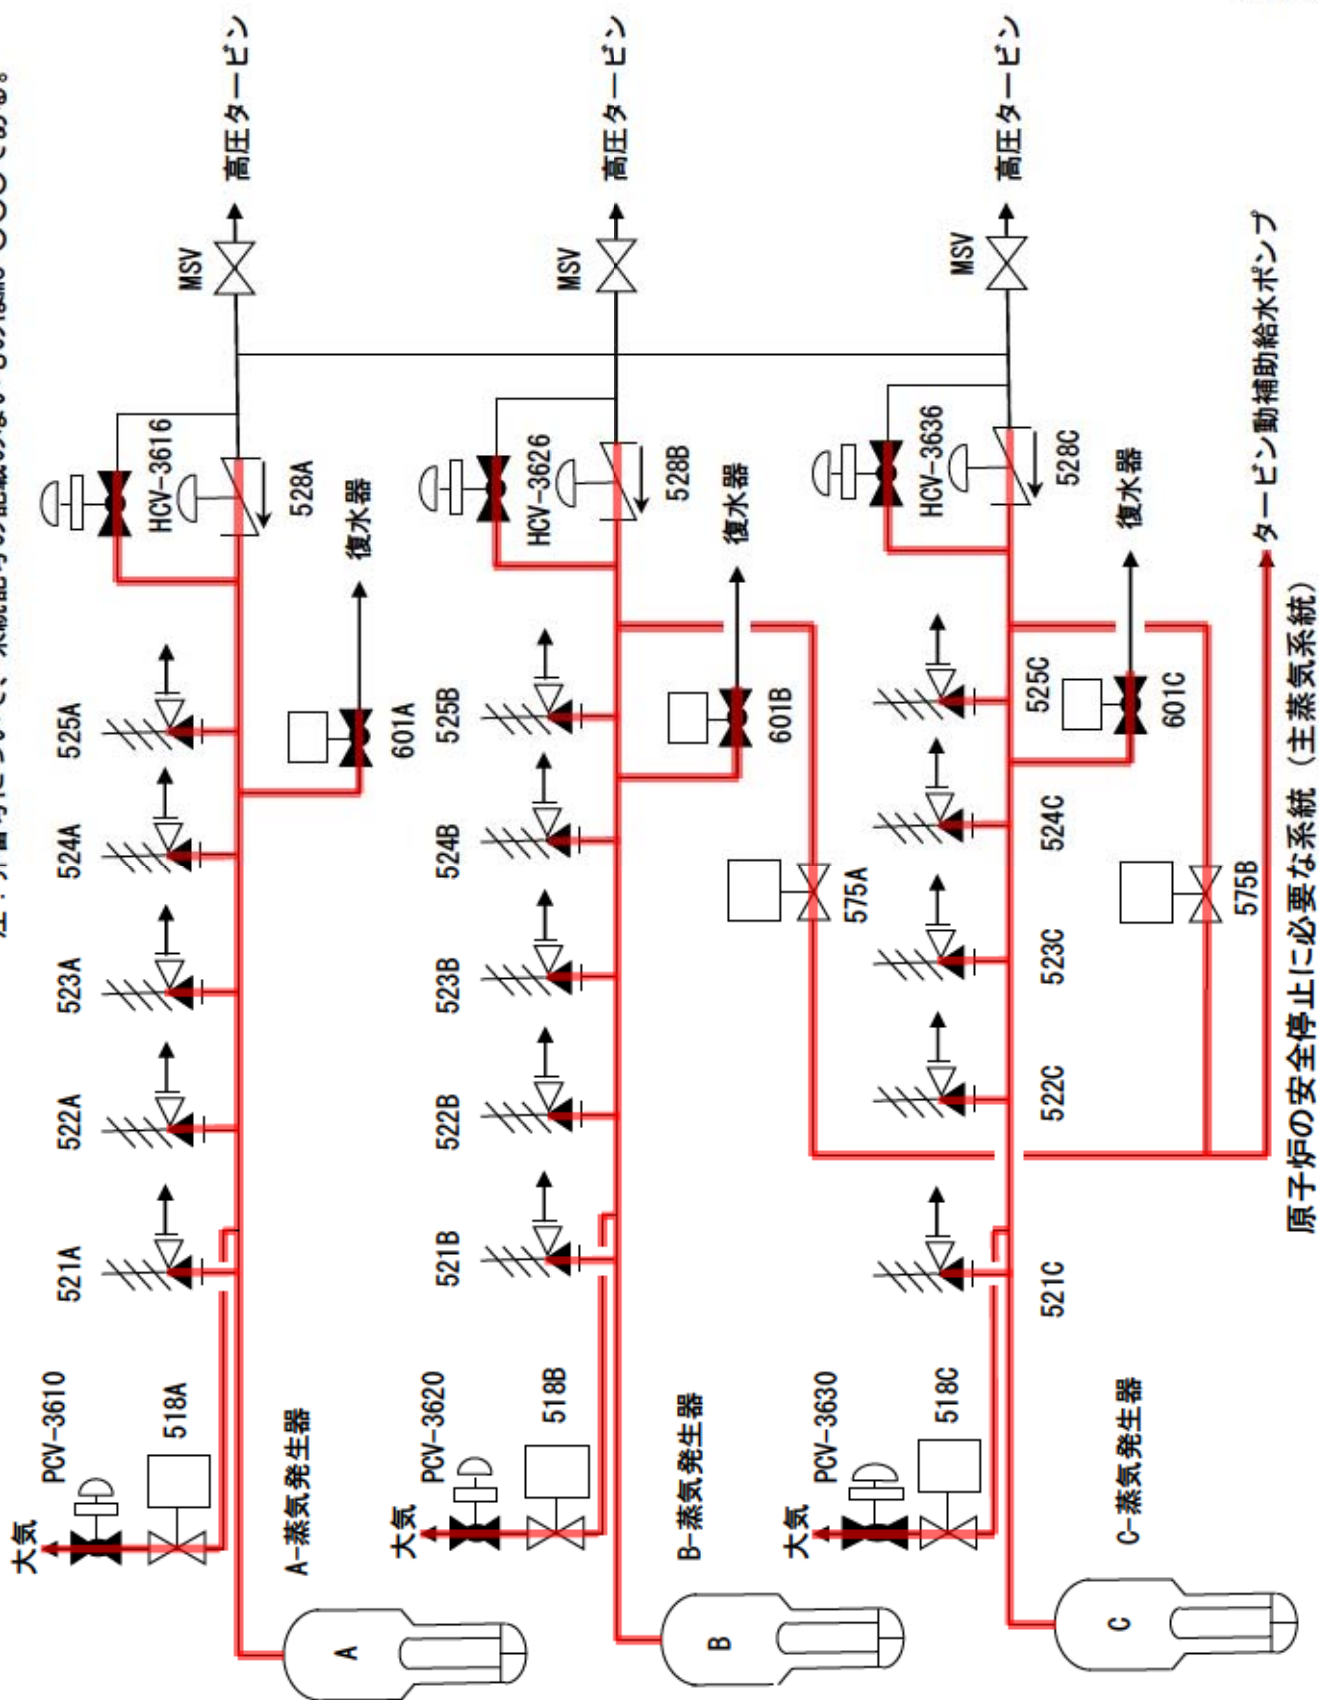 大気
PCV-3610
518A
A-蒸気発生器
A
521A
522A
523A
524A
525A
601A
復水器
HCV-3616
528A
MSV
高圧タービン
大気
PCV-3620
518B
B-蒸気発生器
B
521B
522B
523B
524B
525B
601B
復水器
HCV-3626
528B
MSV
高圧タービン
575A
大気
PCV-3630
518C
C-蒸気発生器
C
521C
522C
523C
524C
525C
601C
復水器
HCV-3636
528C
MSV
高圧タービン
575B
タービン動補助給水ポンプ
原子炉の安全停止に必要な系統（主蒸気系統）